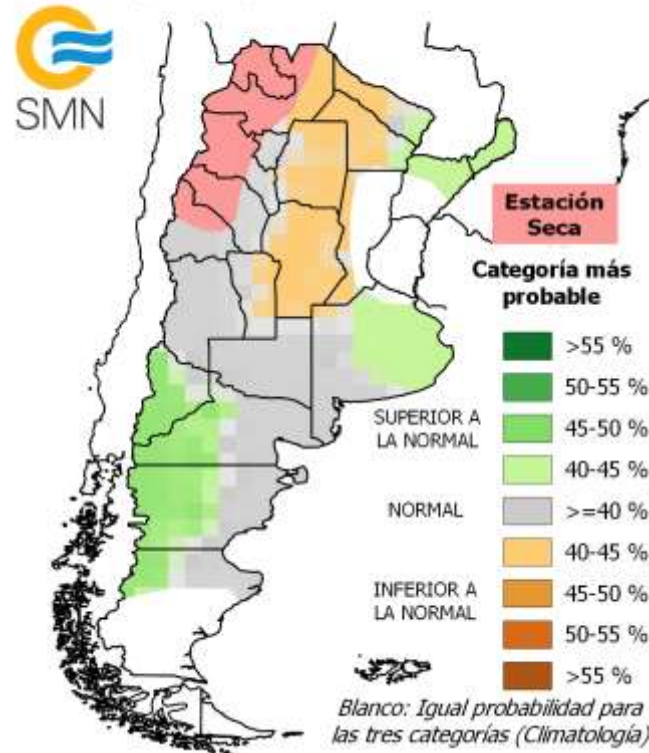 SMN
Estación
Seca
Categoría más
probable
>55 %
50-55 %
45-50 %
SUPERIOR A
LA NORMAL
40-45 %
NORMAL
>=40 %
40-45 %
INFERIOR A
LA NORMAL
45-50 %
50-55 %
>55 %
Blanco: Igual probabilidad para
las tres categorías (Climatología)